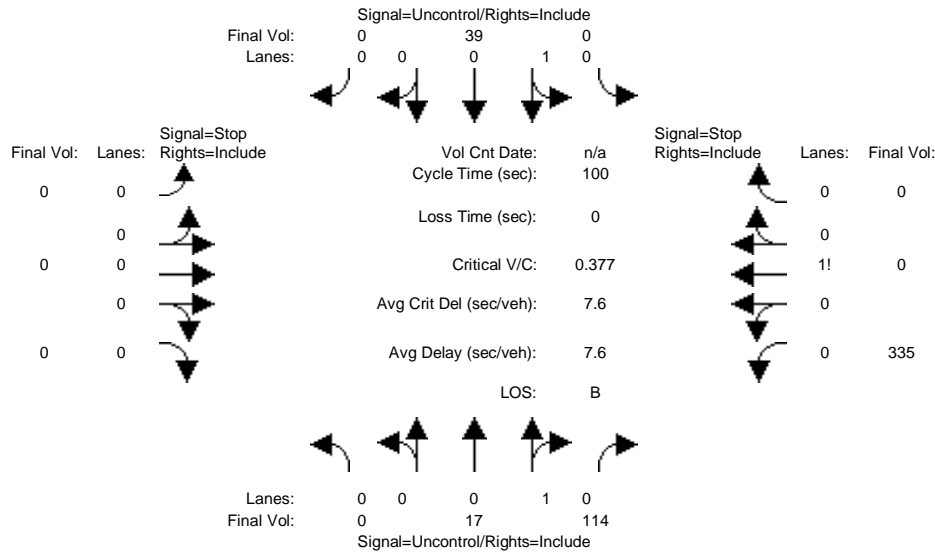 Signal=Uncontrol/Rights=Include
Final Vol: 0 39 0
Lanes: 0 0 0 1 0
Signal=Stop Signal=Stop
Final Vol: Lanes: Rights=Include Vol Cnt Date: n/a Rights=Include Lanes: Final Vol:
Cycle Time (sec): 100
0 0 0 0
Loss Time (sec): 0
0 0
0 0 Critical V/C: 0.377 1! 0
0 Avg Crit Del (sec/veh): 7.6 0
0 0 Avg Delay (sec/veh): 7.6 0 335
LOS: B
Lanes: 0 0 0 1 0
Final Vol: 0 17 114
Signal=Uncontrol/Rights=Include